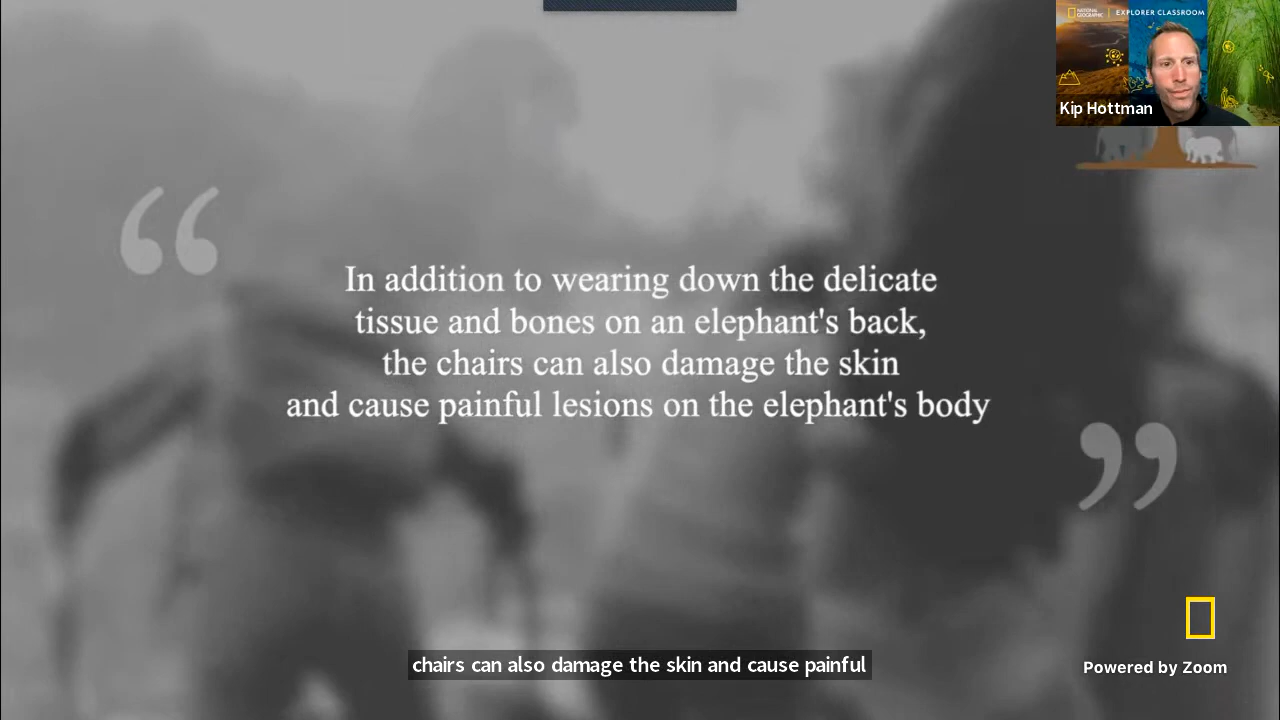 NATIONAL
GEOGRAPHIC
EXPLORER CLASSROOM
Kip Hottman
“
In addition to wearing down the delicate
tissue and bones on an elephant's back,
the chairs can also damage the skin
and cause painful lesions on the elephant's body
”
chairs can also damage the skin and cause painful
Powered by Zoom